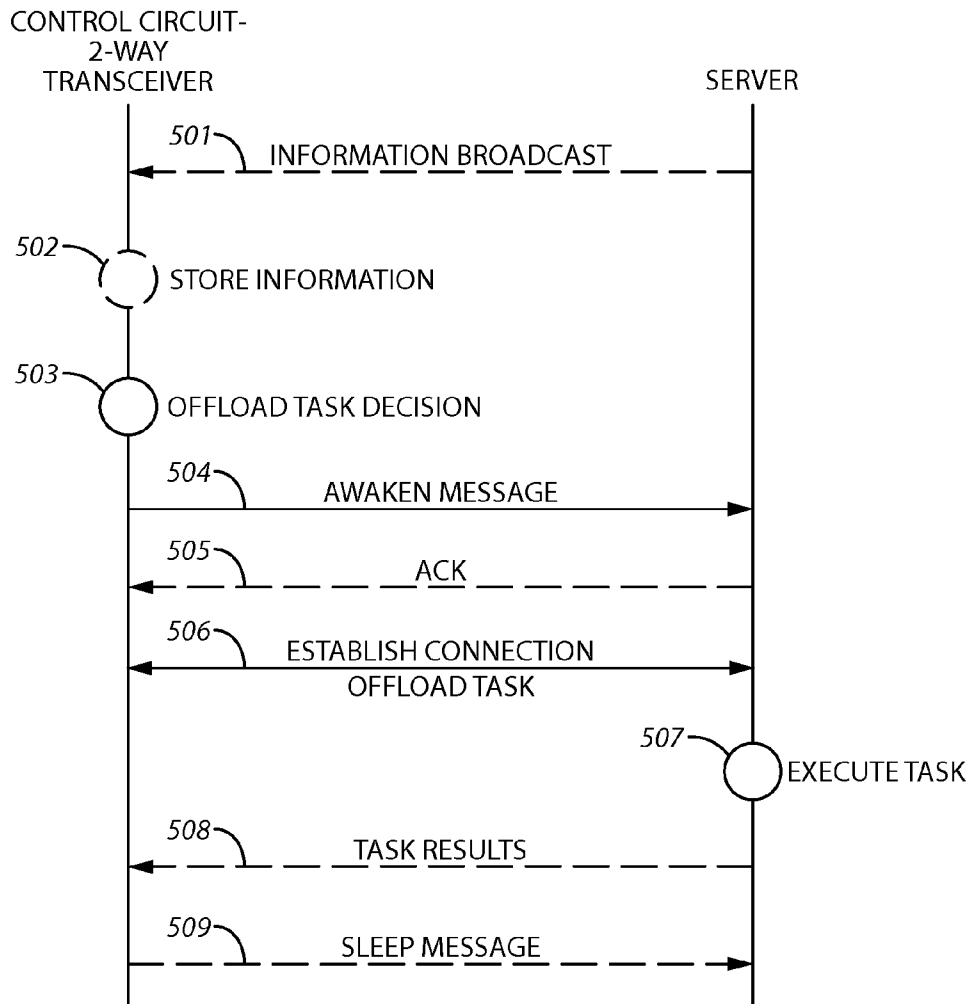 CONTROL CIRCUIT-
2-WAY
TRANSCEIVER
SERVER
501
INFORMATION BROADCAST
502
STORE INFORMATION
503
OFFLOAD TASK DECISION
504
AWAKEN MESSAGE
505
ACK
506
ESTABLISH CONNECTION
OFFLOAD TASK
507
EXECUTE TASK
508
TASK RESULTS
509
SLEEP MESSAGE